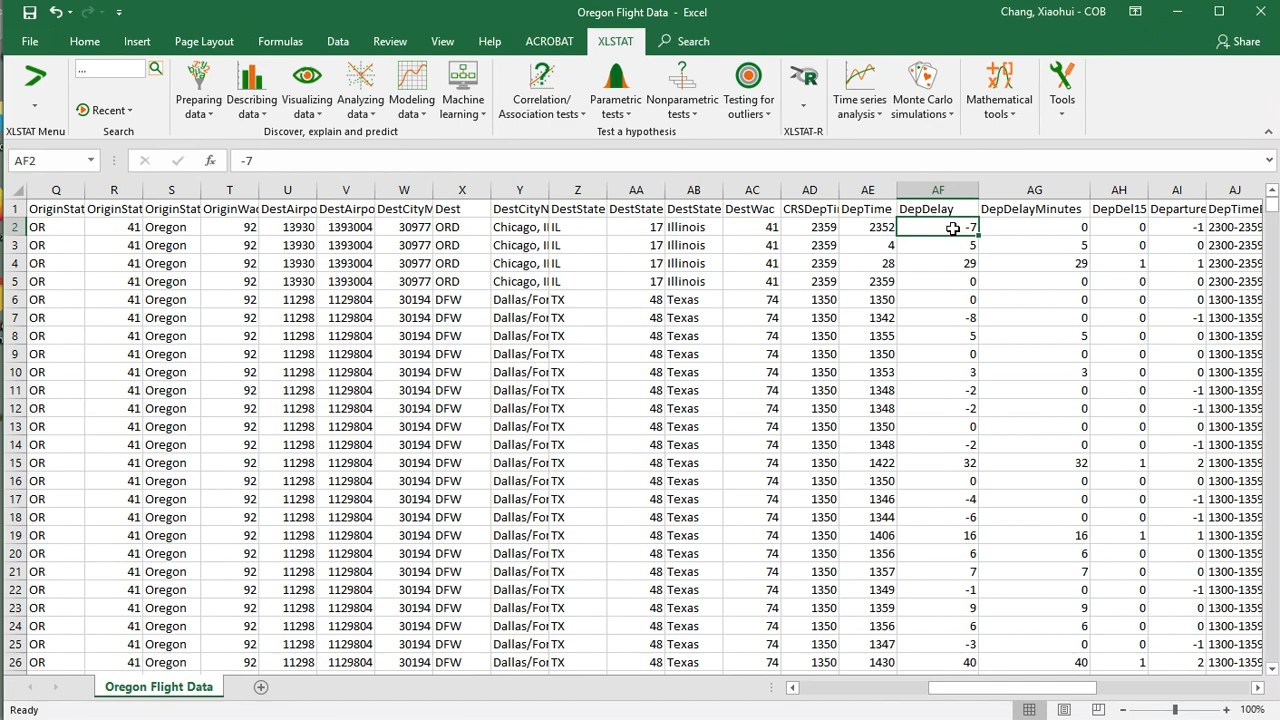 Oregon Flight Data - Excel Chang, Xiaohui - COB
File Home Insert Page Layout Formulas Data Review View Help ACROBAT XLSTAT Search Share
... Recent Preparing data Describing data Visualizing data Analyzing data Modeling data Machine learning Correlation/ Association tests Parametric tests Nonparametric tests Testing for outliers Time series analysis Monte Carlo simulations Mathematical tools Tools
XLSTAT Menu Search Discover, explain and predict Test a hypothesis XLSTAT-R
AF2 fx -7
Q R S T U V W X Y Z AA AB AC AD AE AF AG AH AI AJ
1 OriginStat OriginStat OriginStat OriginWac DestAirpo DestAirpo DestCityM Dest DestCityN DestState DestState DestState DestWac CRSDepTi DepTime DepDelay DepDelayMinutes DepDel15 Departure DepTimeI
2 OR 41 Oregon 92 13930 1393004 30977 ORD Chicago, Il IL 17 Illinois 41 2359 2352 -7 0 0 -1 2300-2359
3 OR 41 Oregon 92 13930 1393004 30977 ORD Chicago, Il IL 17 Illinois 41 2359 4 5 5 0 0 2300-2359
4 OR 41 Oregon 92 13930 1393004 30977 ORD Chicago, Il IL 17 Illinois 41 2359 28 29 29 1 1 2300-2359
5 OR 41 Oregon 92 13930 1393004 30977 ORD Chicago, Il IL 17 Illinois 41 2359 2359 0 0 0 0 2300-2359
6 OR 41 Oregon 92 11298 1129804 30194 DFW Dallas/For TX 48 Texas 74 1350 1350 0 0 0 0 1300-1359
7 OR 41 Oregon 92 11298 1129804 30194 DFW Dallas/For TX 48 Texas 74 1350 1342 -8 0 0 -1 1300-1359
8 OR 41 Oregon 92 11298 1129804 30194 DFW Dallas/For TX 48 Texas 74 1350 1355 5 5 0 0 1300-1359
9 OR 41 Oregon 92 11298 1129804 30194 DFW Dallas/For TX 48 Texas 74 1350 1350 0 0 0 0 1300-1359
10 OR 41 Oregon 92 11298 1129804 30194 DFW Dallas/For TX 48 Texas 74 1350 1353 3 3 0 0 1300-1359
11 OR 41 Oregon 92 11298 1129804 30194 DFW Dallas/For TX 48 Texas 74 1350 1348 -2 0 0 -1 1300-1359
12 OR 41 Oregon 92 11298 1129804 30194 DFW Dallas/For TX 48 Texas 74 1350 1348 -2 0 0 -1 1300-1359
13 OR 41 Oregon 92 11298 1129804 30194 DFW Dallas/For TX 48 Texas 74 1350 1350 0 0 0 0 1300-1359
14 OR 41 Oregon 92 11298 1129804 30194 DFW Dallas/For TX 48 Texas 74 1350 1348 -2 0 0 -1 1300-1359
15 OR 41 Oregon 92 11298 1129804 30194 DFW Dallas/For TX 48 Texas 74 1350 1422 32 32 1 2 1300-1359
16 OR 41 Oregon 92 11298 1129804 30194 DFW Dallas/For TX 48 Texas 74 1350 1350 0 0 0 0 1300-1359
17 OR 41 Oregon 92 11298 1129804 30194 DFW Dallas/For TX 48 Texas 74 1350 1346 -4 0 0 -1 1300-1359
18 OR 41 Oregon 92 11298 1129804 30194 DFW Dallas/For TX 48 Texas 74 1350 1344 -6 0 0 -1 1300-1359
19 OR 41 Oregon 92 11298 1129804 30194 DFW Dallas/For TX 48 Texas 74 1350 1406 16 16 1 1 1300-1359
20 OR 41 Oregon 92 11298 1129804 30194 DFW Dallas/For TX 48 Texas 74 1350 1356 6 6 0 0 1300-1359
21 OR 41 Oregon 92 11298 1129804 30194 DFW Dallas/For TX 48 Texas 74 1350 1357 7 7 0 0 1300-1359
22 OR 41 Oregon 92 11298 1129804 30194 DFW Dallas/For TX 48 Texas 74 1350 1349 -1 0 0 -1 1300-1359
23 OR 41 Oregon 92 11298 1129804 30194 DFW Dallas/For TX 48 Texas 74 1350 1359 9 9 0 0 1300-1359
24 OR 41 Oregon 92 11298 1129804 30194 DFW Dallas/For TX 48 Texas 74 1350 1356 6 6 0 0 1300-1359
25 OR 41 Oregon 92 11298 1129804 30194 DFW Dallas/For TX 48 Texas 74 1350 1347 -3 0 0 -1 1300-1359
26 OR 41 Oregon 92 11298 1129804 30194 DFW Dallas/For TX 48 Texas 74 1350 1430 40 40 1 2 1300-1359
Oregon Flight Data
Ready 100%